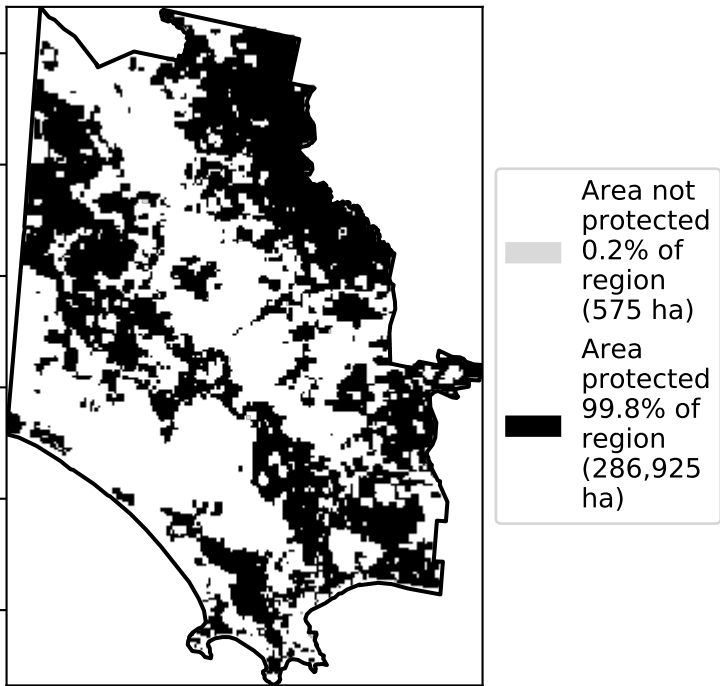 Area not
protected
0.2% of
region
(575 ha)
Area
protected
99.8% of
region
(286,925
ha)